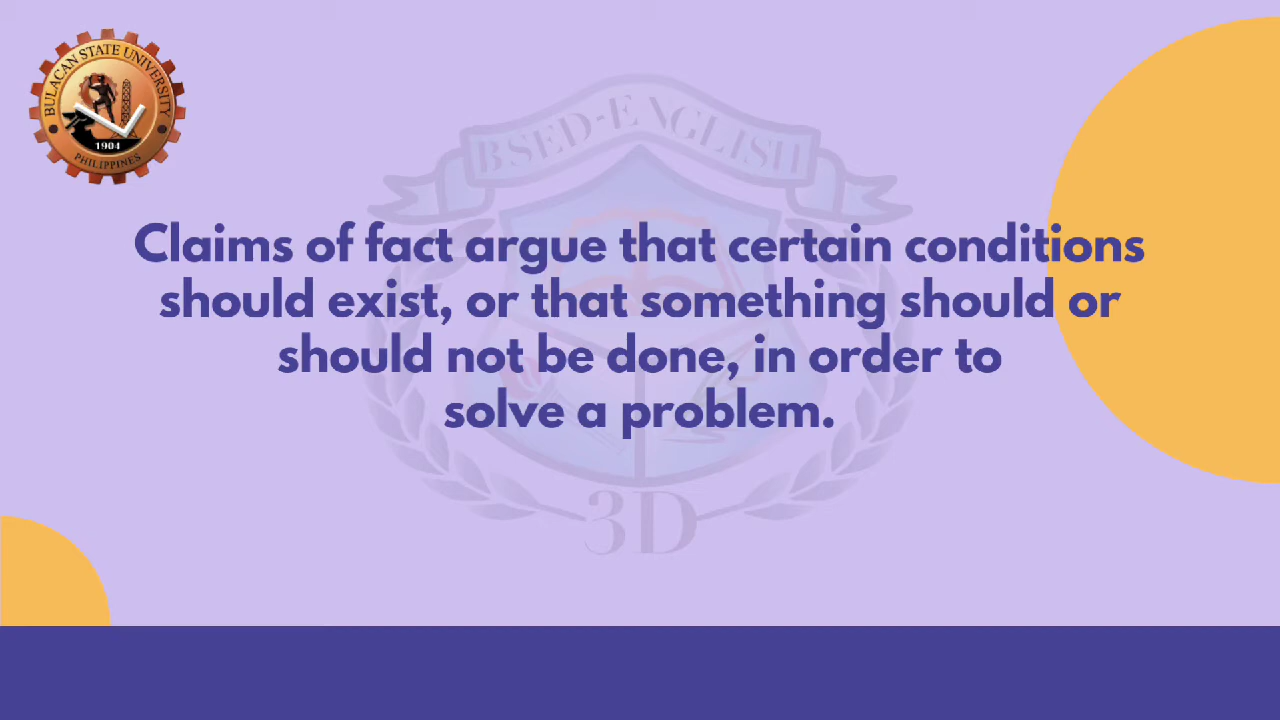 BULACAN STATE UNIVERSITY
1904
PHILIPPINES
BSED-ENGLISH
Claims of fact argue that certain conditions
should exist, or that something should or
should not be done, in order to
solve a problem.
3D